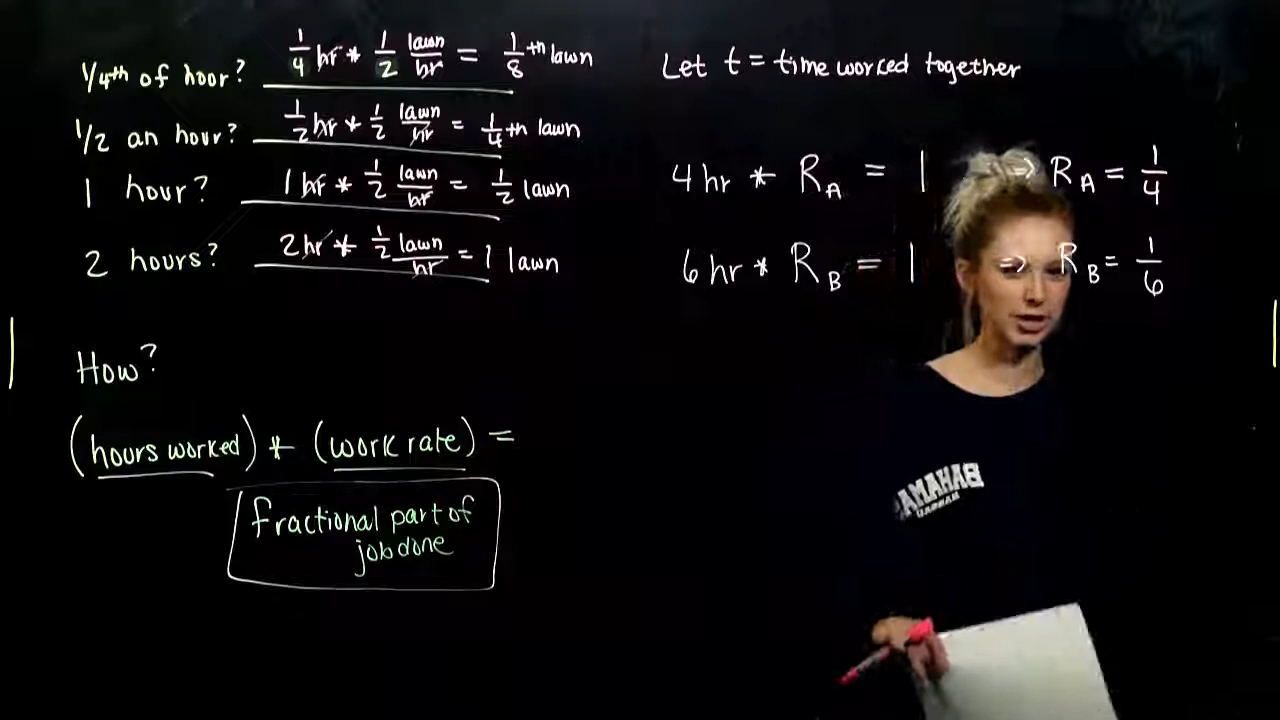 1/4th of hour? 1/4 hr * 1/2 lawn/hr = 1/8th lawn
1/2 an hour? 1/2 hr * 1/2 lawn/hr = 1/4th lawn
1 hour? 1 hr * 1/2 lawn/hr = 1/2 lawn
2 hours? 2 hr * 1/2 lawn/hr = 1 lawn
How?
(hours worked) * (work rate) =
fractional part of
job done
Let t = time worked together
4 hr * R_A = 1 ⇒ R_A = 1/4
6 hr * R_B = 1 ⇒ R_B = 1/6
BAHAMA